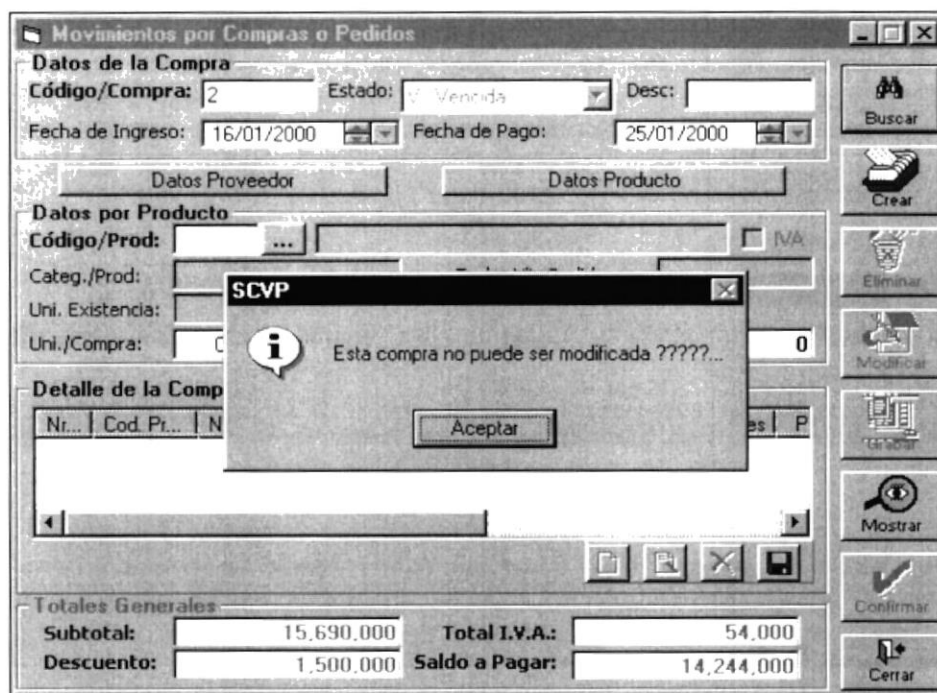 Movimientos por Compras o Pedidos
Datos de la Compra
Código/Compra: 2 Estado: V Vencida Desc:
Fecha de Ingreso: 16/01/2000 Fecha de Pago: 25/01/2000
Datos Proveedor Datos Producto
Datos por Producto
Código/Prod: ... IVA
Categ./Prod:
Uni. Existencia:
Uni./Compra: 0
SCVP
Esta compra no puede ser modificada ?????...
Aceptar
Detalle de la Comp
Nr... Cod. Pr... N es P
Totales Generales
Subtotal: 15,690,000 Total I.V.A.: 54,000
Descuento: 1,500,000 Saldo a Pagar: 14,244,000
Buscar
Crear
Eliminar
Modificar
Grabar
Mostrar
Confirmar
Cerrar